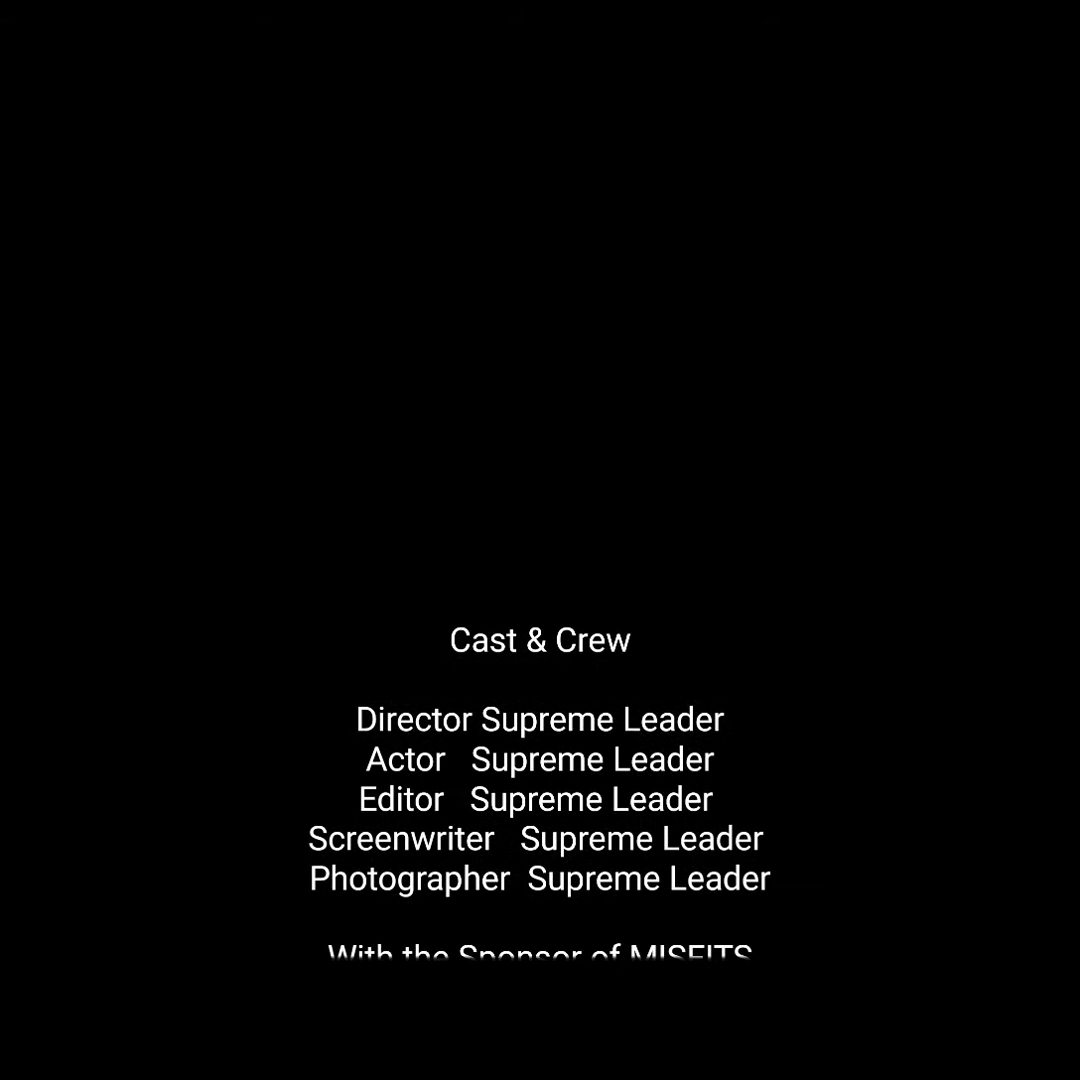 Cast & Crew
Director Supreme Leader
Actor Supreme Leader
Editor Supreme Leader
Screenwriter Supreme Leader
Photographer Supreme Leader
With the Sponsor of MISFITS